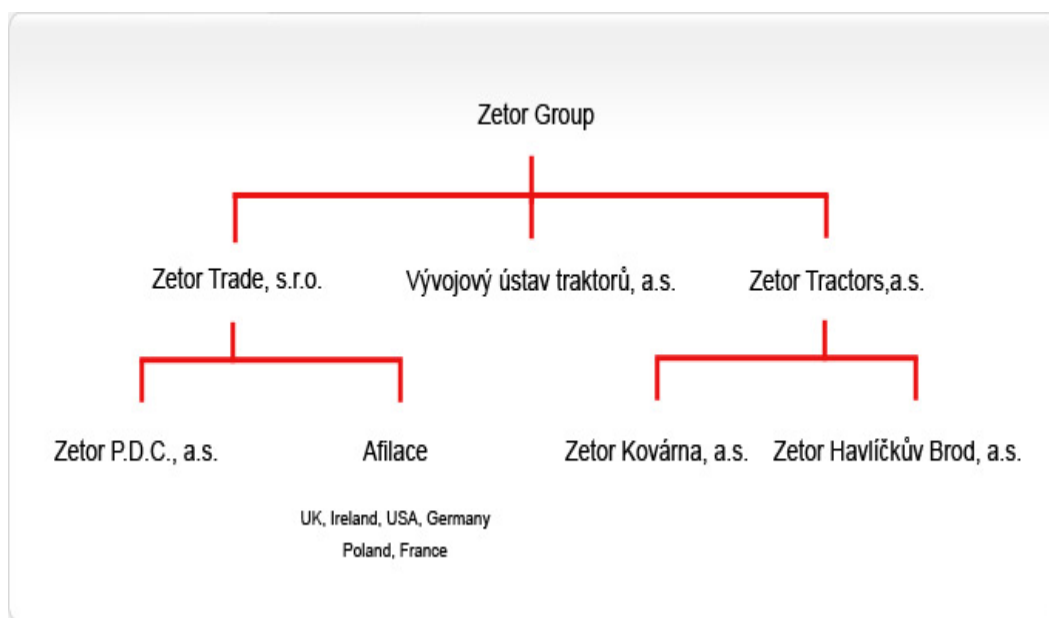 Zetor Group
Zetor Trade, s.r.o.
Vývojový ústav traktorů, a.s.
Zetor Tractors,a.s.
Zetor P.D.C., a.s.
Afilace
Zetor Kovárna, a.s.
Zetor Havlíčkův Brod, a.s.
UK, Ireland, USA, Germany
Poland, France